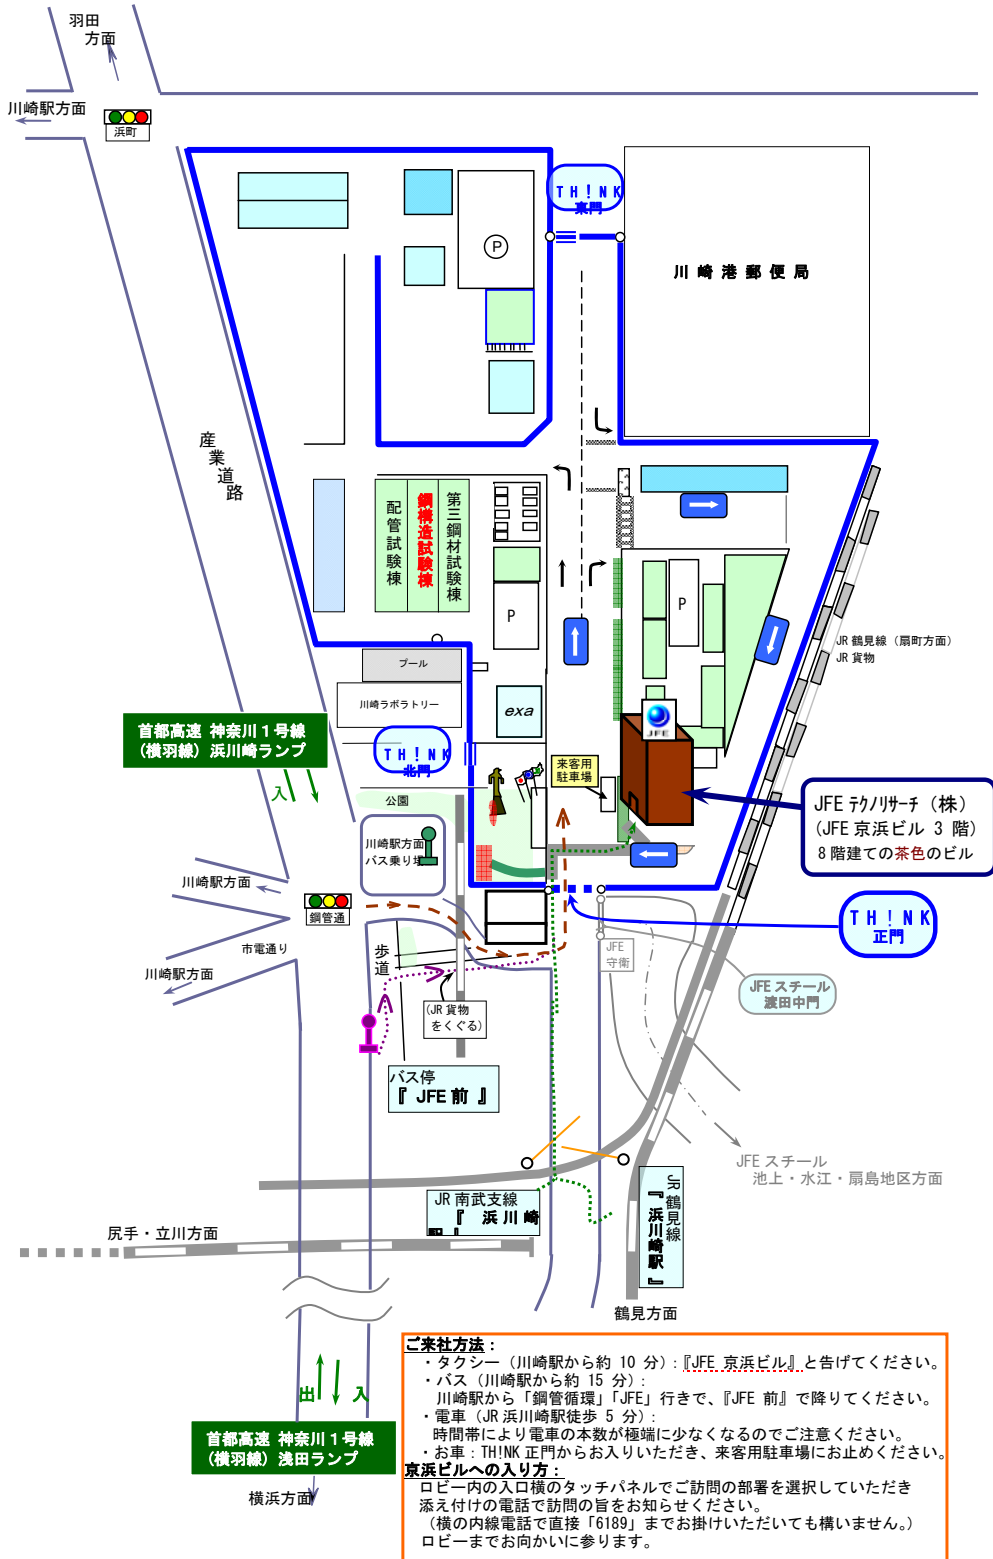 羽田
方面
川崎駅方面
浜町
TH!NK
東門
P
川崎港郵便局
産業道路
配管試験棟
鋼構造試験棟
第三鋼材試験棟
P
P
プール
川崎ラボラトリー
exa
JR 鶴見線（扇町方面）
JR 貨物
首都高速 神奈川１号線
(横羽線) 浜川崎ランプ
入
TH!NK
北門
JFE
来客用
駐車場
公園
川崎駅方面
バス乗り場
JFE ﾃｸﾉﾘｻｰﾁ（株）
(JFE 京浜ビル 3 階)
8 階建ての茶色のビル
川崎駅方面
鋼管通
市電通り
川崎駅方面
歩道
TH!NK
正門
JFE
守衛
JFE スチール
渡田中門
(JR 貨物
をくぐる)
バス停
『 JFE 前 』
JFE スチール
池上・水江・扇島地区方面
JR 南武支線
『 浜川崎
駅』
JR 鶴見線
『浜川崎駅』
尻手・立川方面
鶴見方面
出
入
首都高速 神奈川１号線
(横羽線) 浅田ランプ
横浜方面
ご来社方法：
・タクシー（川崎駅から約 10 分）:『JFE 京浜ビル』と告げてください。
・バス（川崎駅から約 15 分）:
川崎駅から「鋼管循環」「JFE」行きで、『JFE 前』で降りてください。
・電車（JR 浜川崎駅徒歩 5 分）:
時間帯により電車の本数が極端に少なくなるのでご注意ください。
・お車：TH!NK 正門からお入りいただき、来客用駐車場にお止めください。
京浜ビルへの入り方：
ロビー内の入口横のタッチパネルでご訪問の部署を選択していただき
添え付けの電話で訪問の旨をお知らせください。
（横の内線電話で直接「6189」までお掛けいただいても構いません。）
ロビーまでお向かいに参ります。